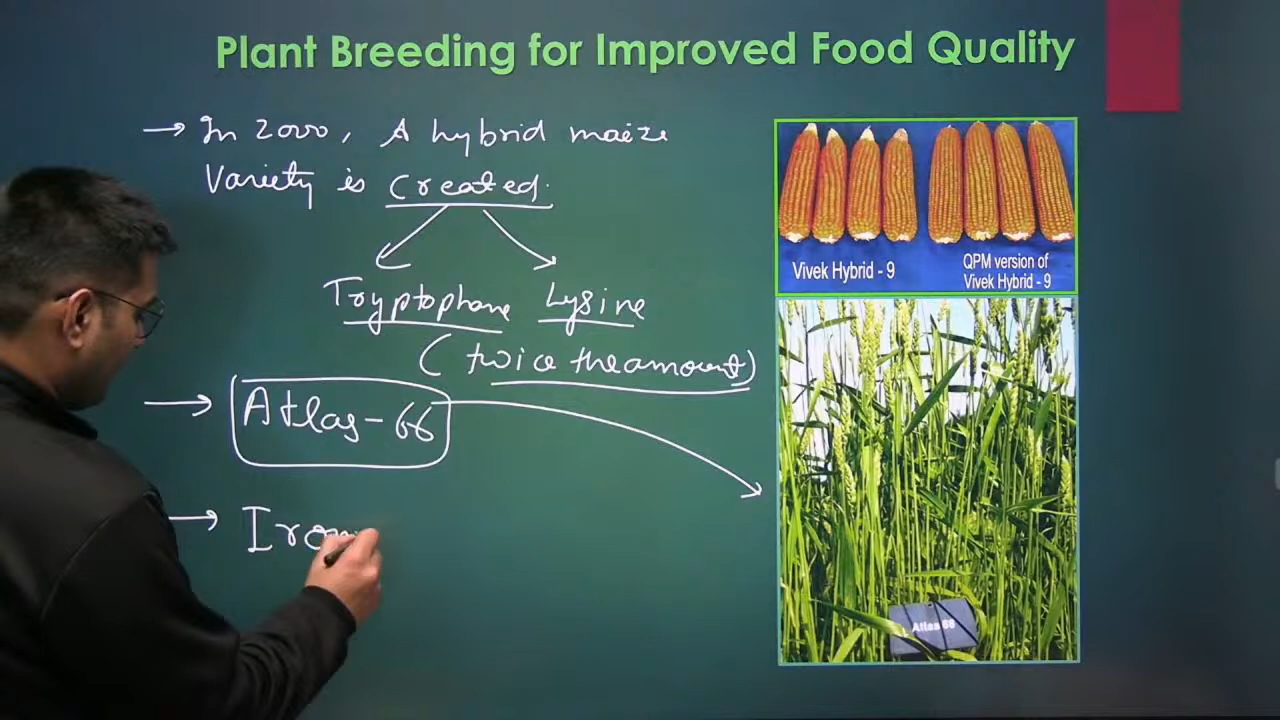 Plant Breeding for Improved Food Quality
→ In 2000, A hybrid maize
Variety is created.
Tryptophane Lysine
(twice the amount)
→ Atlas-66
→ Iron
Vivek Hybrid - 9
QPM version of
Vivek Hybrid - 9
Atlas 66